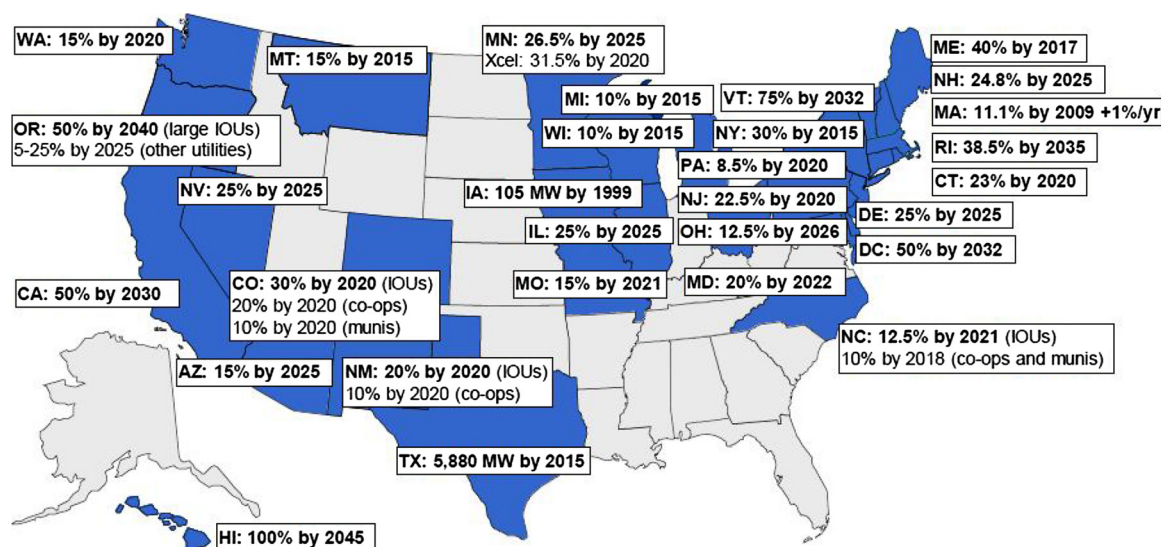 WA: 15% by 2020
MT: 15% by 2015
MN: 26.5% by 2025
Xcel: 31.5% by 2020
ME: 40% by 2017
NH: 24.8% by 2025
MI: 10% by 2015
VT: 75% by 2032
MA: 11.1% by 2009 +1%/yr
OR: 50% by 2040 (large IOUs)
5-25% by 2025 (other utilities)
WI: 10% by 2015
NY: 30% by 2015
RI: 38.5% by 2035
PA: 8.5% by 2020
CT: 23% by 2020
NV: 25% by 2025
IA: 105 MW by 1999
NJ: 22.5% by 2020
DE: 25% by 2025
IL: 25% by 2025
OH: 12.5% by 2026
DC: 50% by 2032
CA: 50% by 2030
CO: 30% by 2020 (IOUs)
20% by 2020 (co-ops)
10% by 2020 (munis)
MO: 15% by 2021
MD: 20% by 2022
NC: 12.5% by 2021 (IOUs)
10% by 2018 (co-ops and munis)
AZ: 15% by 2025
NM: 20% by 2020 (IOUs)
10% by 2020 (co-ops)
TX: 5,880 MW by 2015
HI: 100% by 2045